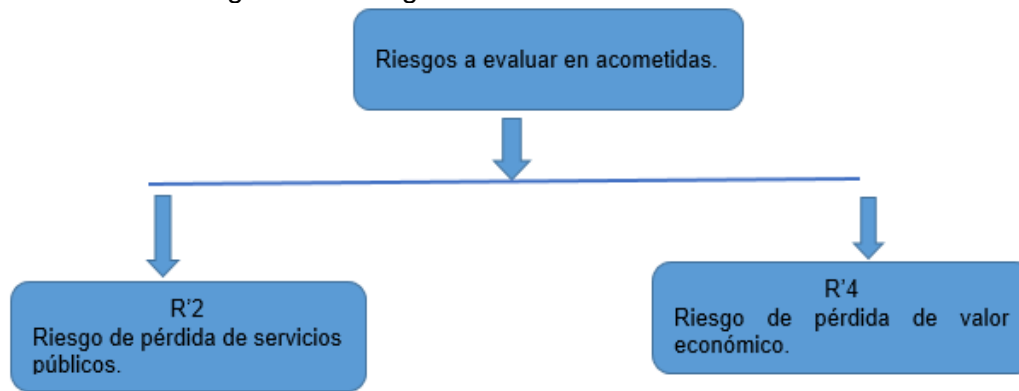 Riesgos a evaluar en acometidas.
R'2
Riesgo de pérdida de servicios
públicos.
R'4
Riesgo de pérdida de valor
económico.